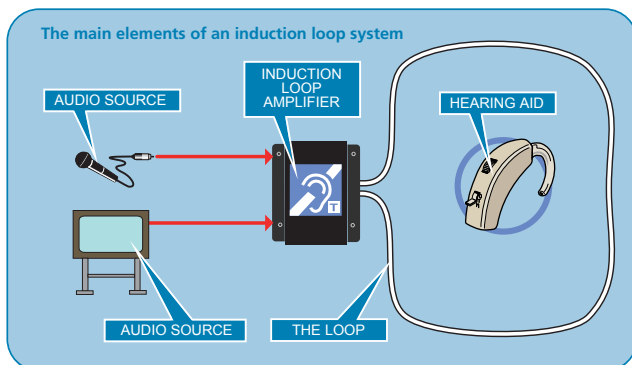 The main elements of an induction loop system
AUDIO SOURCE
INDUCTION
LOOP
AMPLIFIER
HEARING AID
T
AUDIO SOURCE
THE LOOP